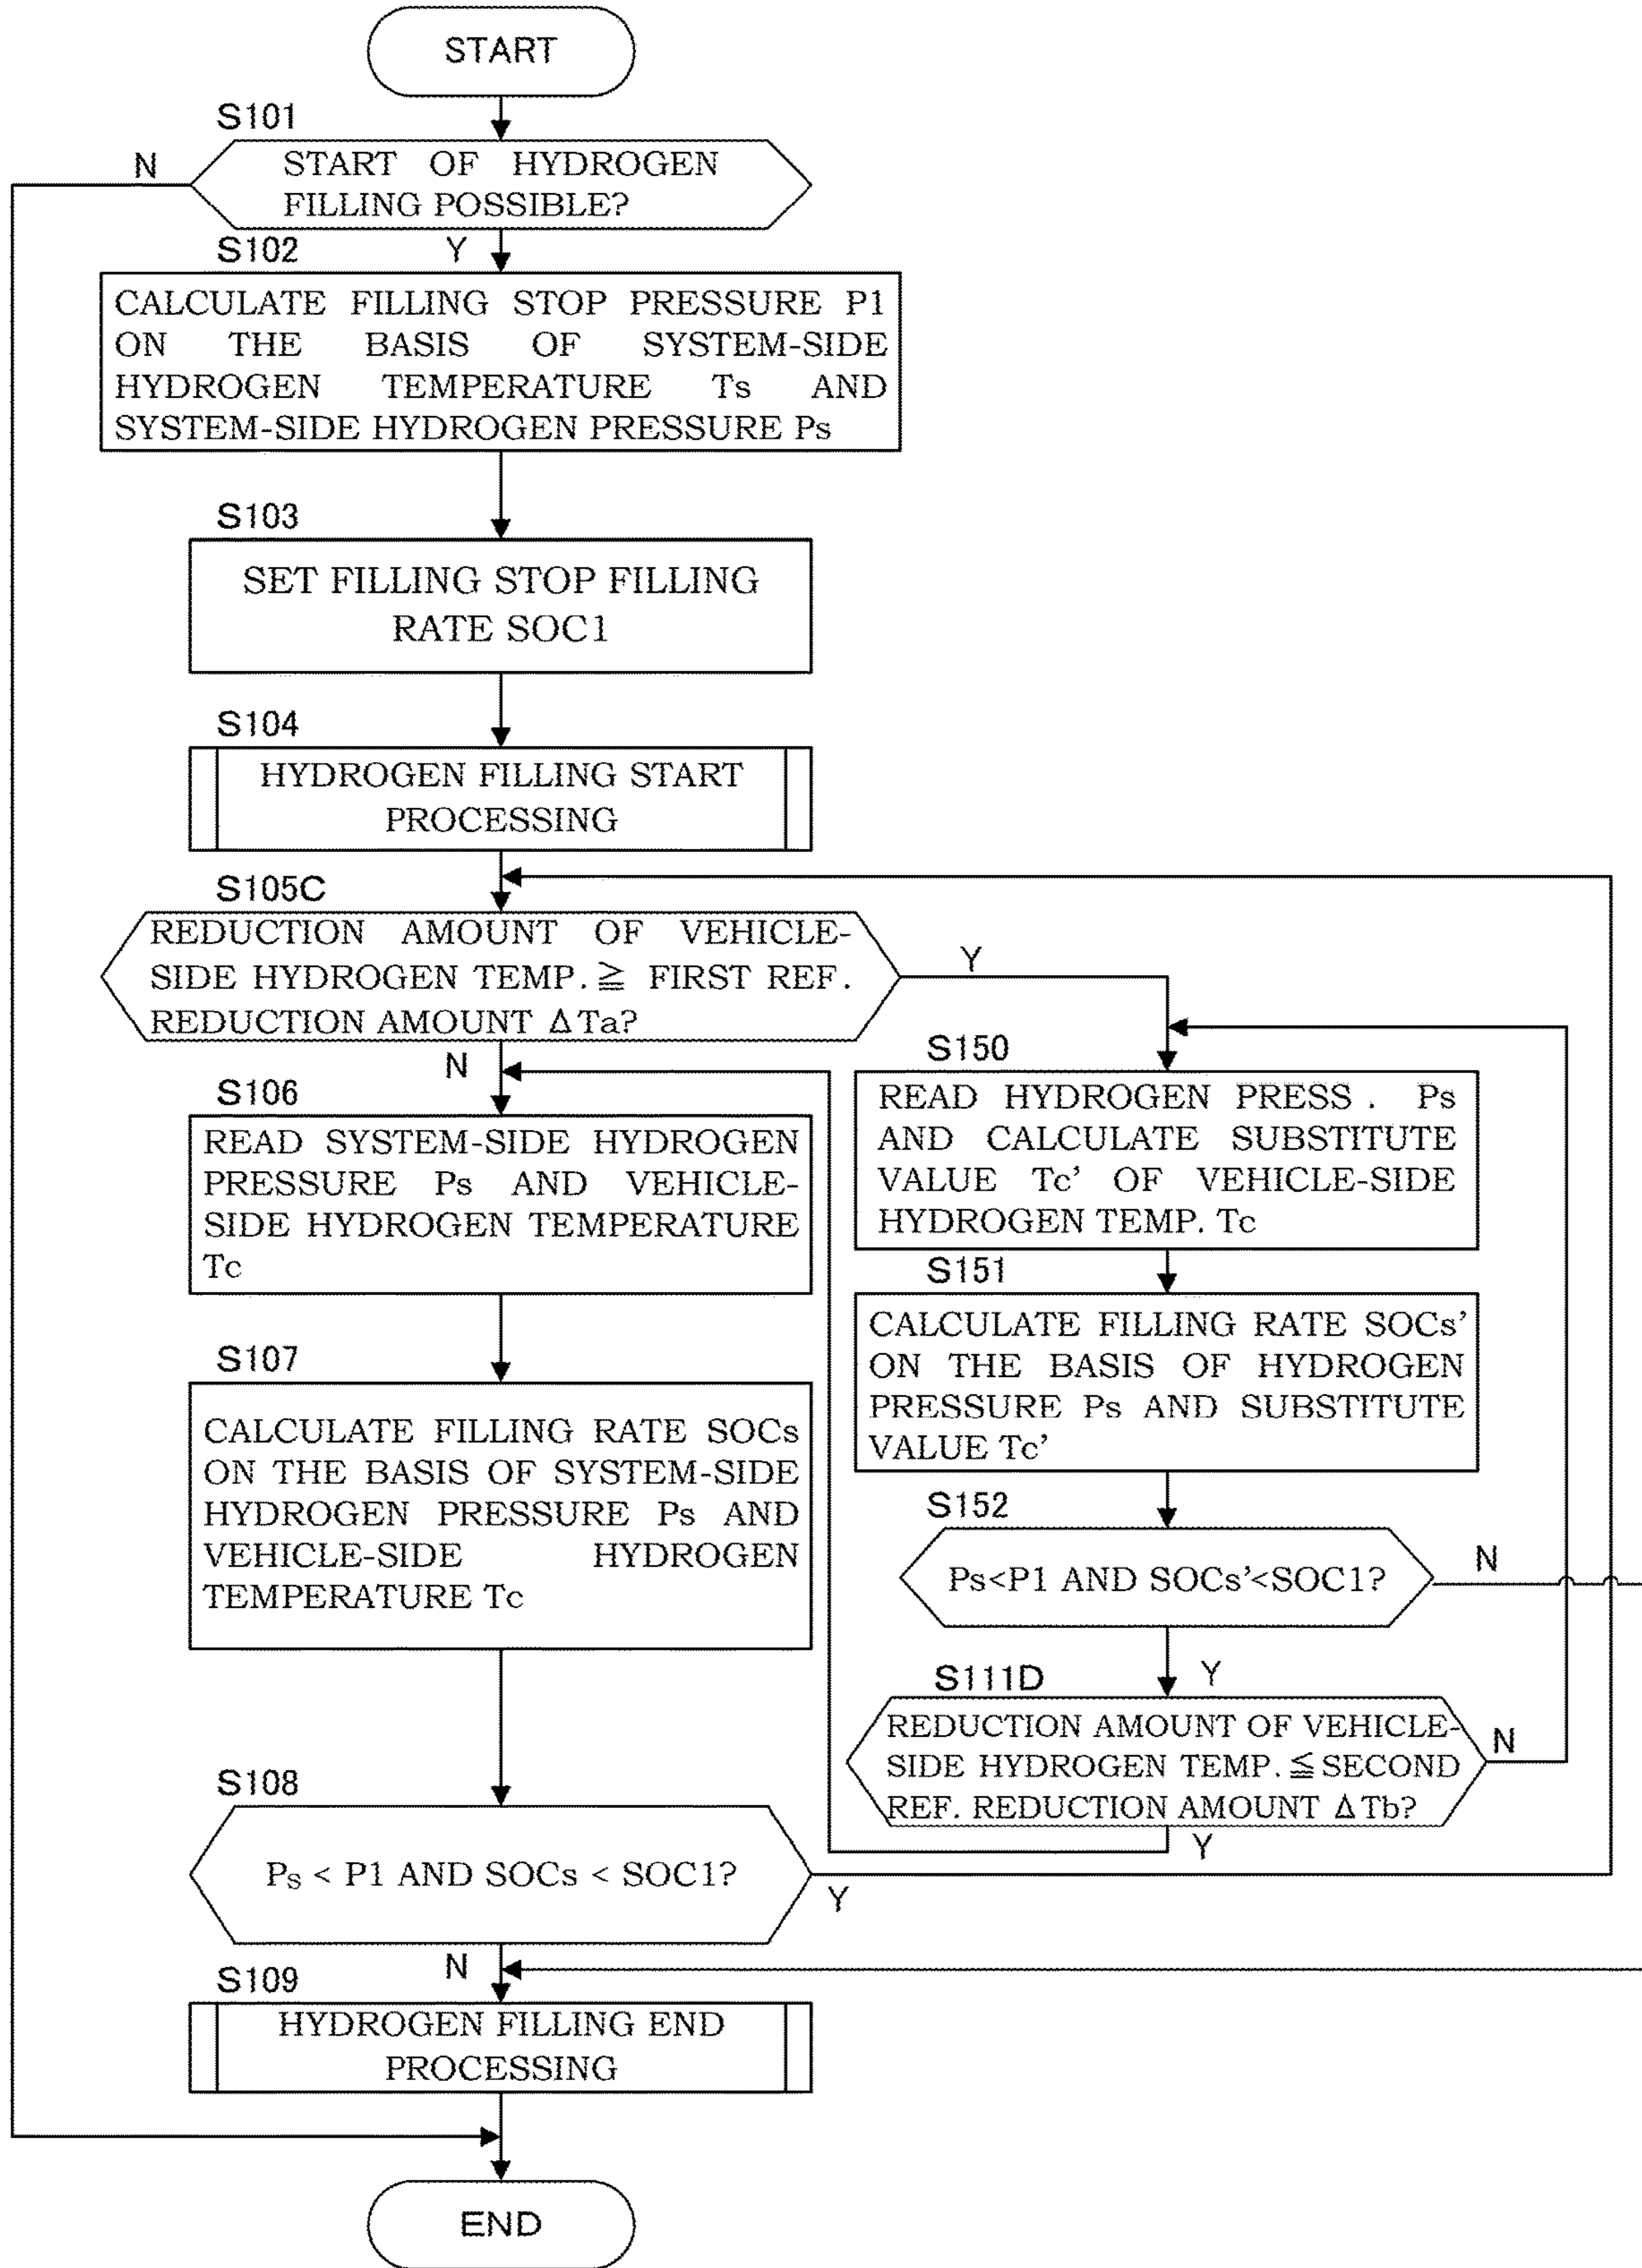 START
S101
N
START OF HYDROGEN
FILLING POSSIBLE?
S102
Y
CALCULATE FILLING STOP PRESSURE P1
ON THE BASIS OF SYSTEM-SIDE
HYDROGEN TEMPERATURE Ts AND
SYSTEM-SIDE HYDROGEN PRESSURE Ps
S103
SET FILLING STOP FILLING
RATE SOC1
S104
HYDROGEN FILLING START
PROCESSING
S105C
REDUCTION AMOUNT OF VEHICLE-
SIDE HYDROGEN TEMP. ≧ FIRST REF.
REDUCTION AMOUNT ΔTa?
Y
N
S106
READ SYSTEM-SIDE HYDROGEN
PRESSURE Ps AND VEHICLE-
SIDE HYDROGEN TEMPERATURE
Tc
S107
CALCULATE FILLING RATE SOCs
ON THE BASIS OF SYSTEM-SIDE
HYDROGEN PRESSURE Ps AND
VEHICLE-SIDE HYDROGEN
TEMPERATURE Tc
S150
READ HYDROGEN PRESS . Ps
AND CALCULATE SUBSTITUTE
VALUE Tc' OF VEHICLE-SIDE
HYDROGEN TEMP. Tc
S151
CALCULATE FILLING RATE SOCs'
ON THE BASIS OF HYDROGEN
PRESSURE Ps AND SUBSTITUTE
VALUE Tc'
S152
Ps<P1 AND SOCs'<SOC1?
N
Y
S111D
REDUCTION AMOUNT OF VEHICLE-
SIDE HYDROGEN TEMP. ≦ SECOND
REF. REDUCTION AMOUNT ΔTb?
N
Y
S108
Ps < P1 AND SOCs < SOC1?
Y
N
S109
HYDROGEN FILLING END
PROCESSING
END